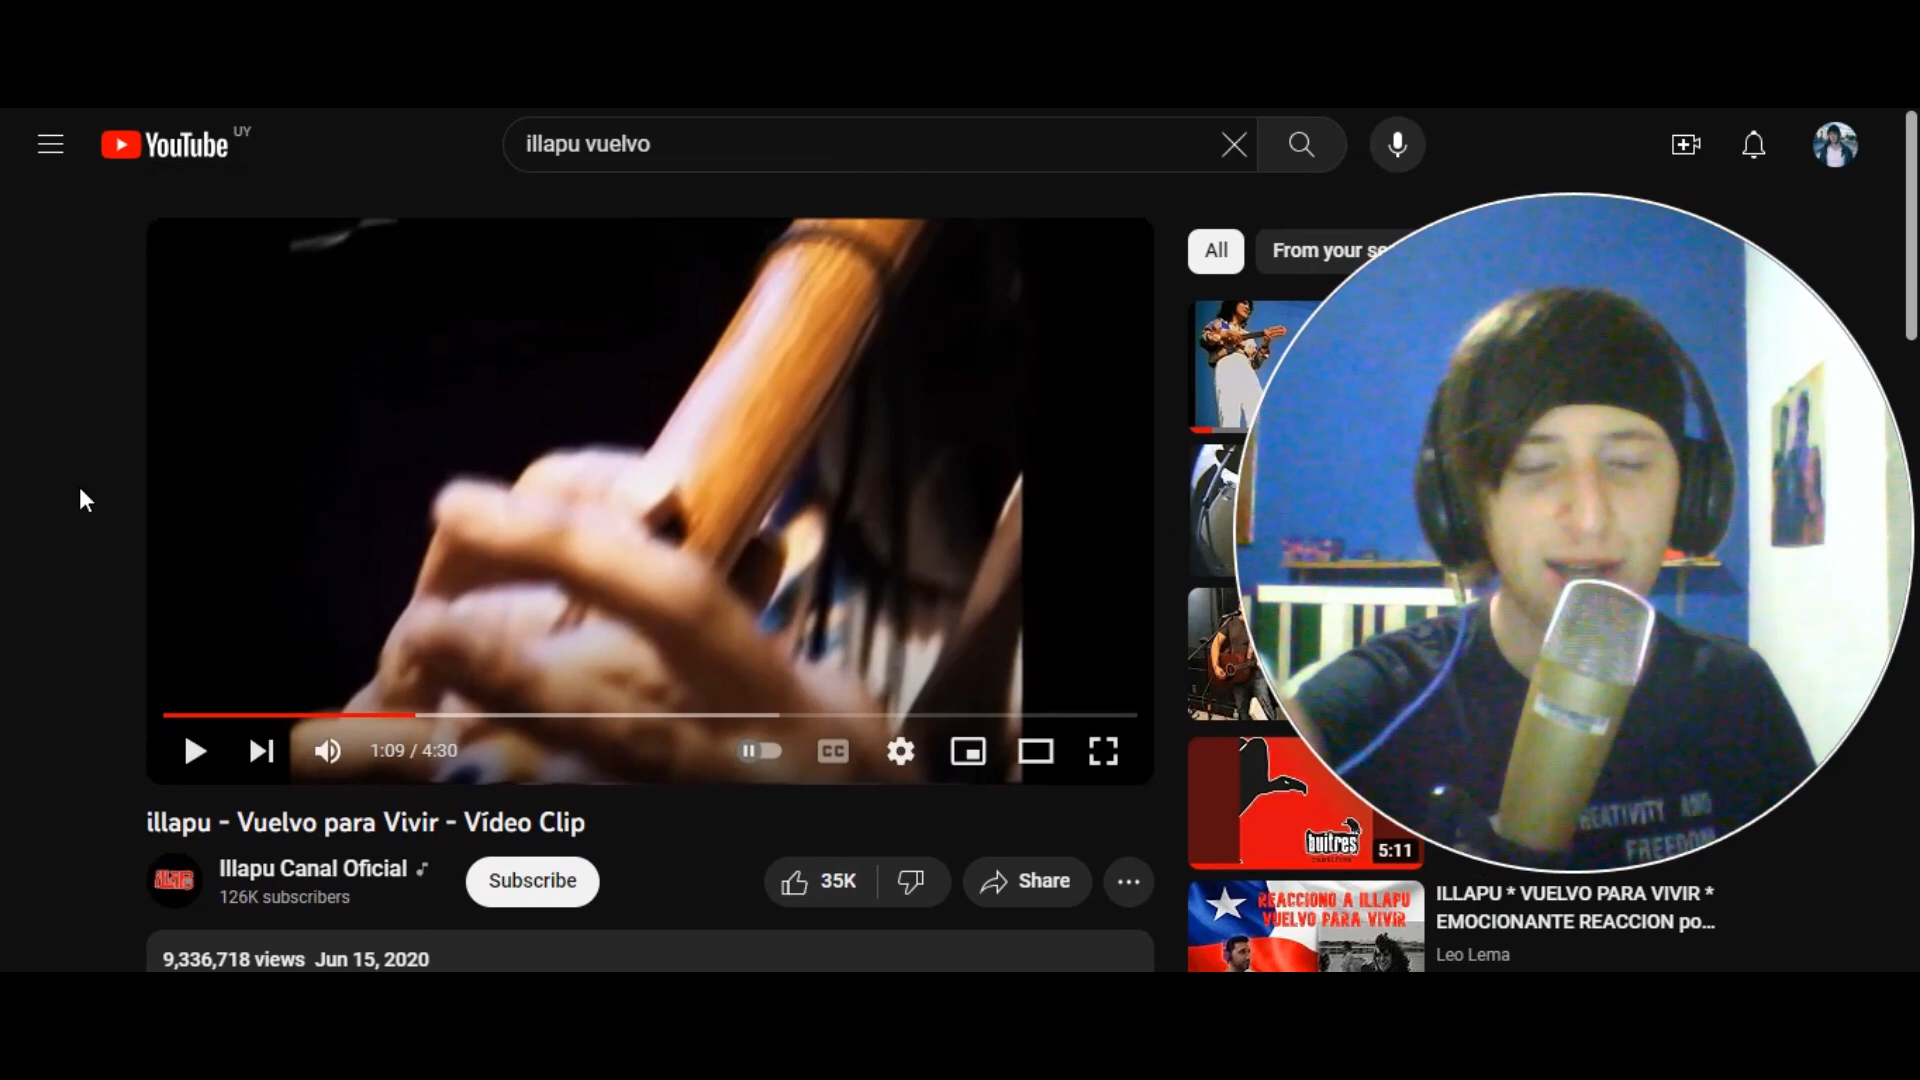 YouTube UY
illapu vuelvo
All
From your se
1:09 / 4:30
CC
illapu - Vuelvo para Vivir - Vídeo Clip
Illapu Canal Oficial
126K subscribers
Subscribe
35K
Share
9,336,718 views Jun 15, 2020
buitres
5:11
REACCIONO A ILLAPU
VUELVO PARA VIVIR
ILLAPU * VUELVO PARA VIVIR *
EMOCIONANTE REACCION po...
Leo Lema
REATIVITY AND
FREEDOM